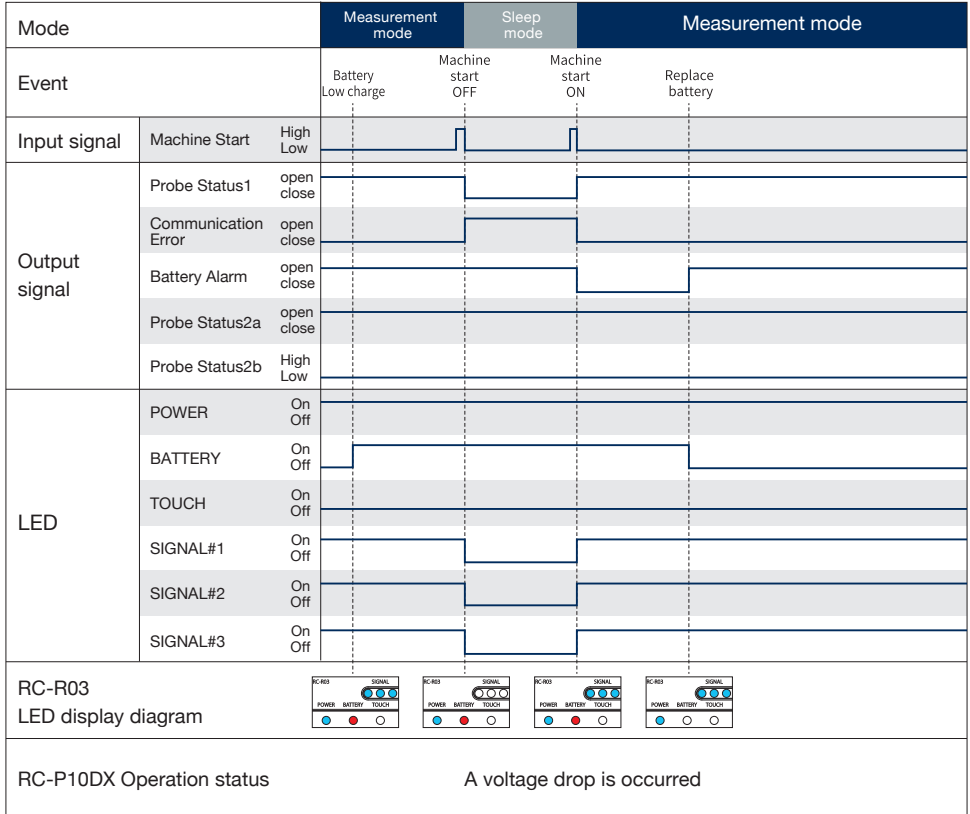 Mode
Measurement
mode
Sleep
mode
Measurement mode
Event
Battery
Low charge
Machine
start
OFF
Machine
start
ON
Replace
battery
Input signal
Machine Start
High
Low
Output
signal
Probe Status1
open
close
Communication
Error
open
close
Battery Alarm
open
close
Probe Status2a
open
close
Probe Status2b
High
Low
LED
POWER
On
Off
BATTERY
On
Off
TOUCH
On
Off
SIGNAL#1
On
Off
SIGNAL#2
On
Off
SIGNAL#3
On
Off
RC-R03
LED display diagram
RC-R03 SIGNAL
POWER BATTERY TOUCH
RC-R03 SIGNAL
POWER BATTERY TOUCH
RC-R03 SIGNAL
POWER BATTERY TOUCH
RC-R03 SIGNAL
POWER BATTERY TOUCH
RC-P10DX Operation status
A voltage drop is occurred